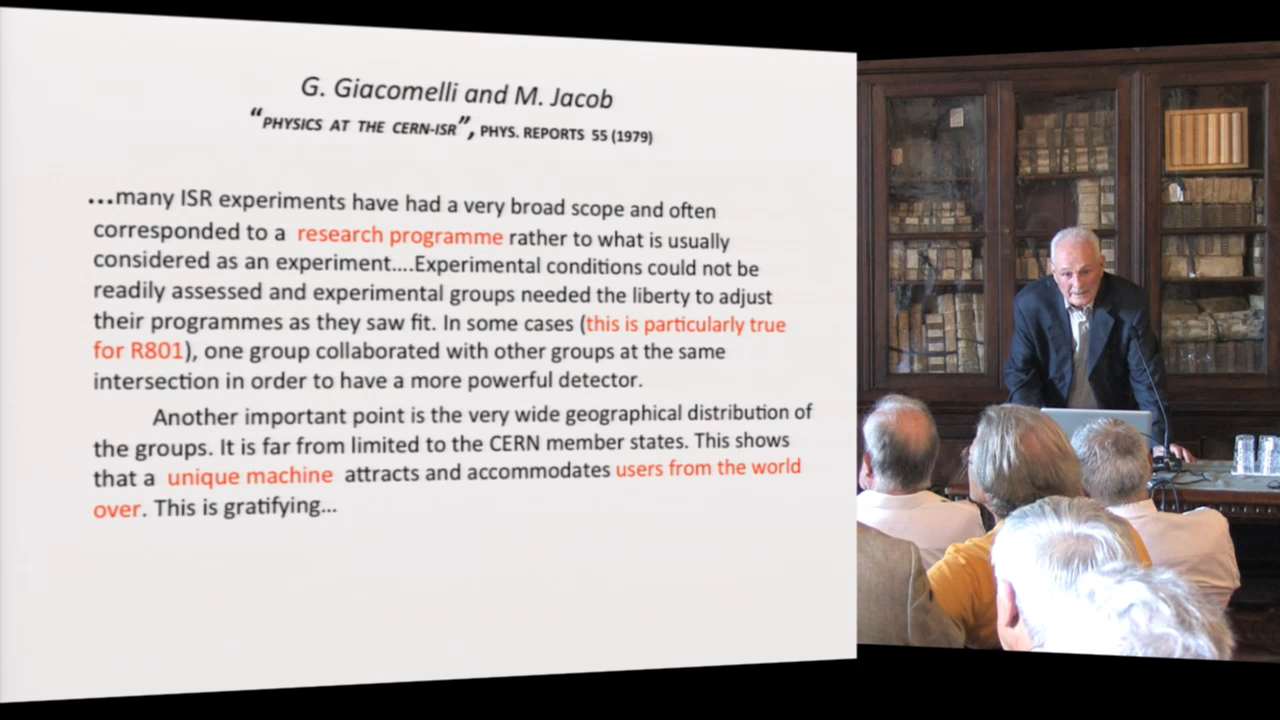 G. Giacomelli and M. Jacob
“PHYSICS AT THE CERN-ISR”, PHYS. REPORTS 55 (1979)
...many ISR experiments have had a very broad scope and often
corresponded to a research programme rather to what is usually
considered as an experiment....Experimental conditions could not be
readily assessed and experimental groups needed the liberty to adjust
their programmes as they saw fit. In some cases (this is particularly true
for R801), one group collaborated with other groups at the same
intersection in order to have a more powerful detector.
Another important point is the very wide geographical distribution of
the groups. It is far from limited to the CERN member states. This shows
that a unique machine attracts and accommodates users from the world
over. This is gratifying...